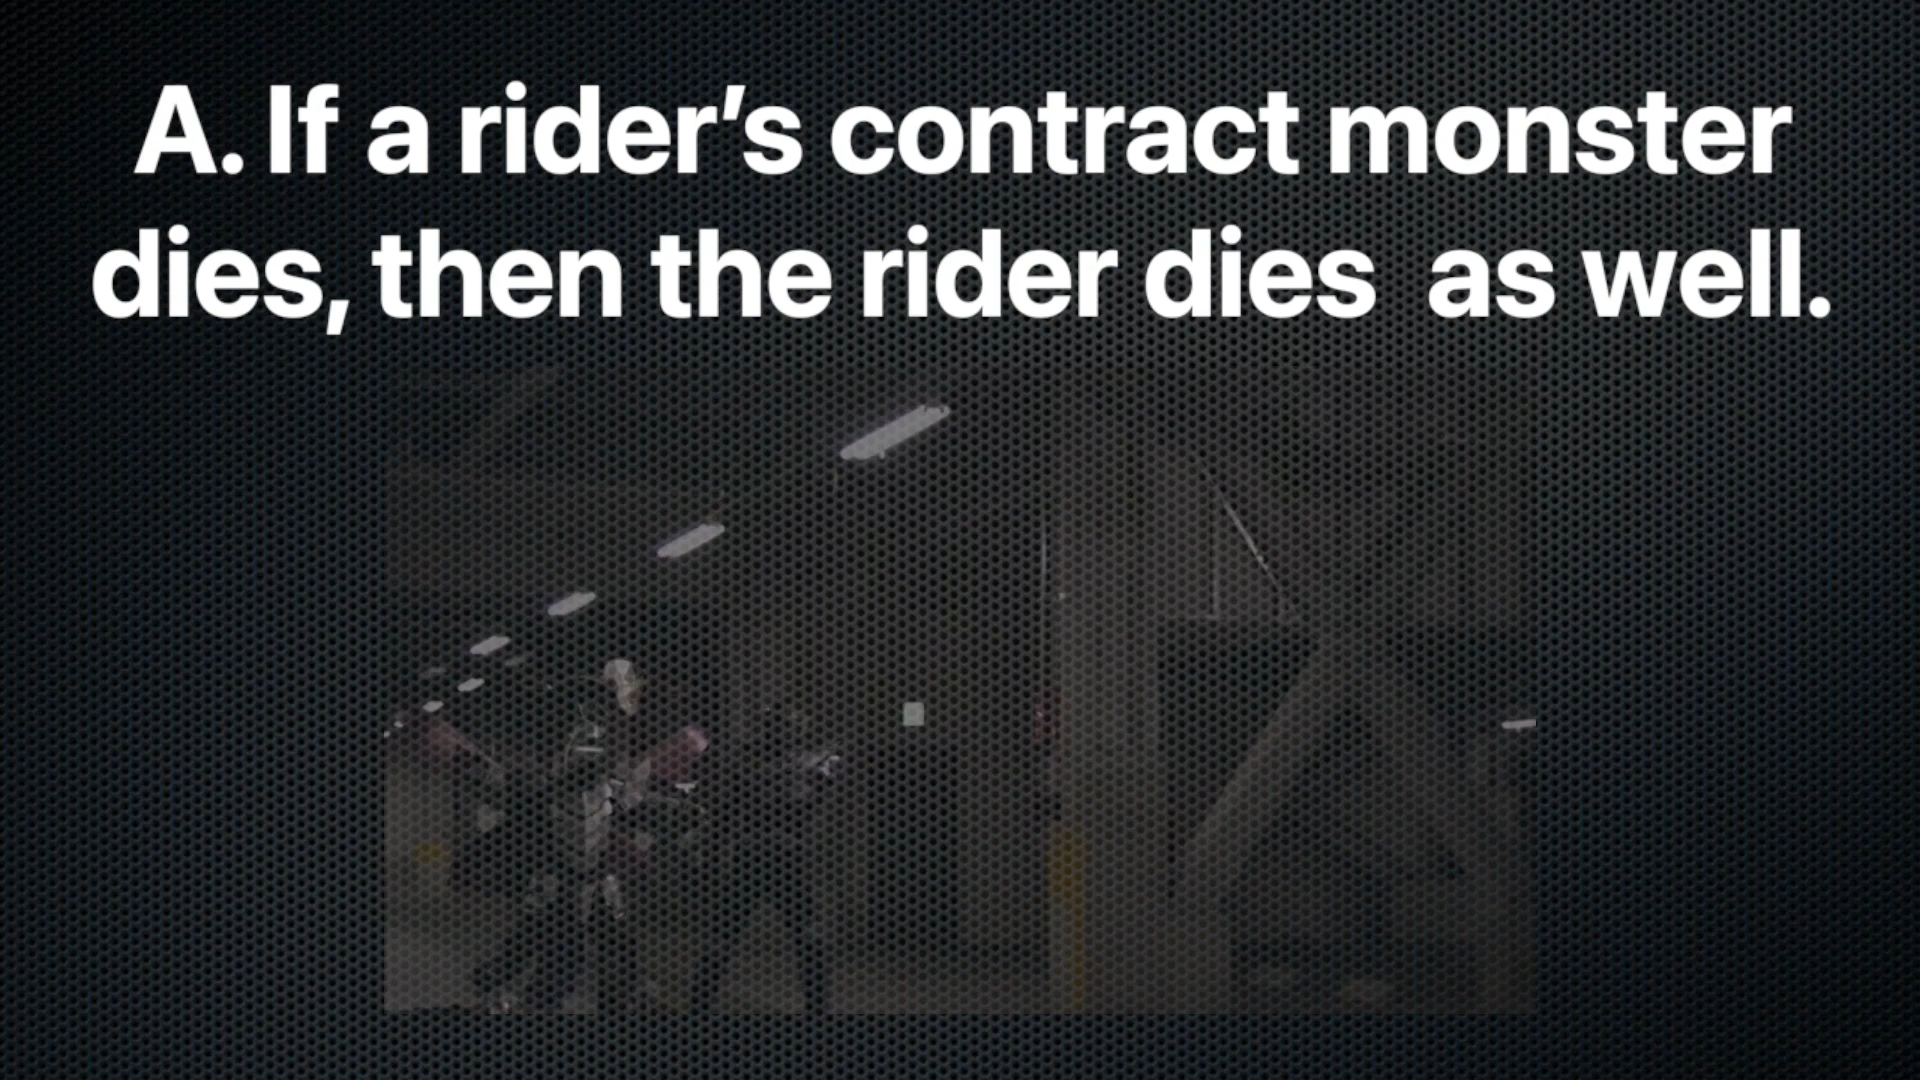 A. If a rider’s contract monster
dies, then the rider dies  as well.